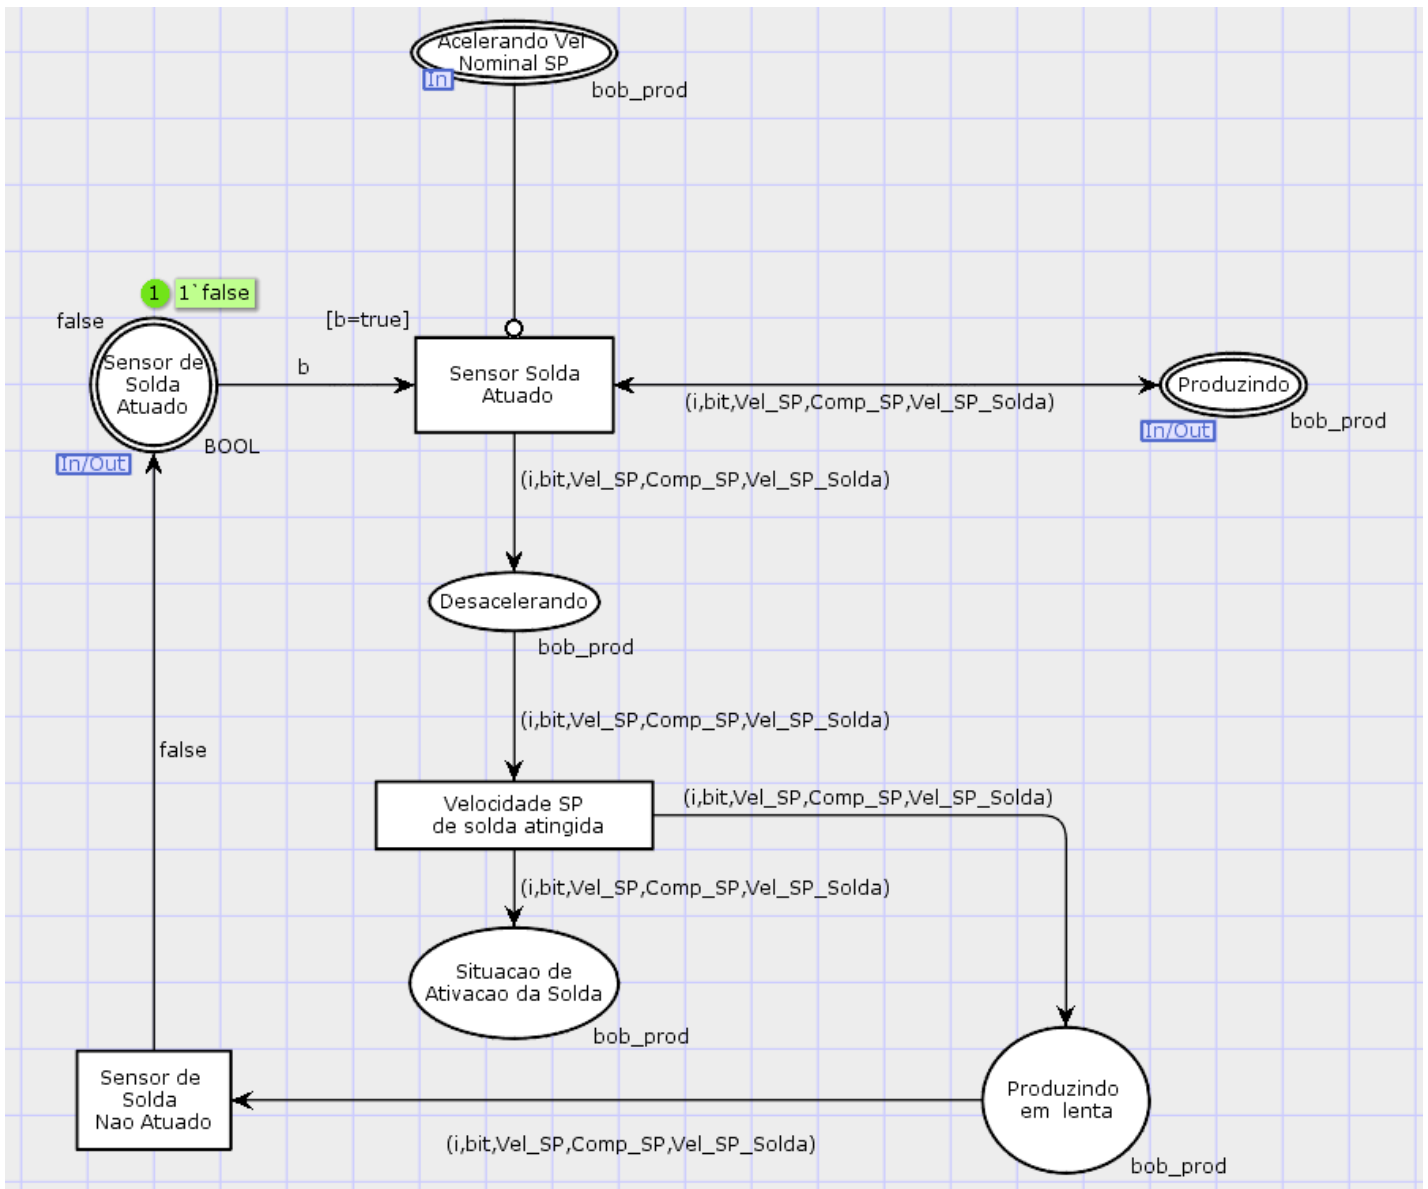 Acelerando Vel
Nominal SP
In
bob_prod
1 1`false
false
[b=true]
Sensor de
Solda
Atuado
b
Sensor Solda
Atuado
Produzindo
(i,bit,Vel_SP,Comp_SP,Vel_SP_Solda)
In/Out
bob_prod
BOOL
In/Out
(i,bit,Vel_SP,Comp_SP,Vel_SP_Solda)
Desacelerando
bob_prod
(i,bit,Vel_SP,Comp_SP,Vel_SP_Solda)
false
Velocidade SP
de solda atingida
(i,bit,Vel_SP,Comp_SP,Vel_SP_Solda)
(i,bit,Vel_SP,Comp_SP,Vel_SP_Solda)
Situacao de
Ativacao da Solda
bob_prod
Sensor de
Solda
Nao Atuado
Produzindo
em lenta
(i,bit,Vel_SP,Comp_SP,Vel_SP_Solda)
bob_prod